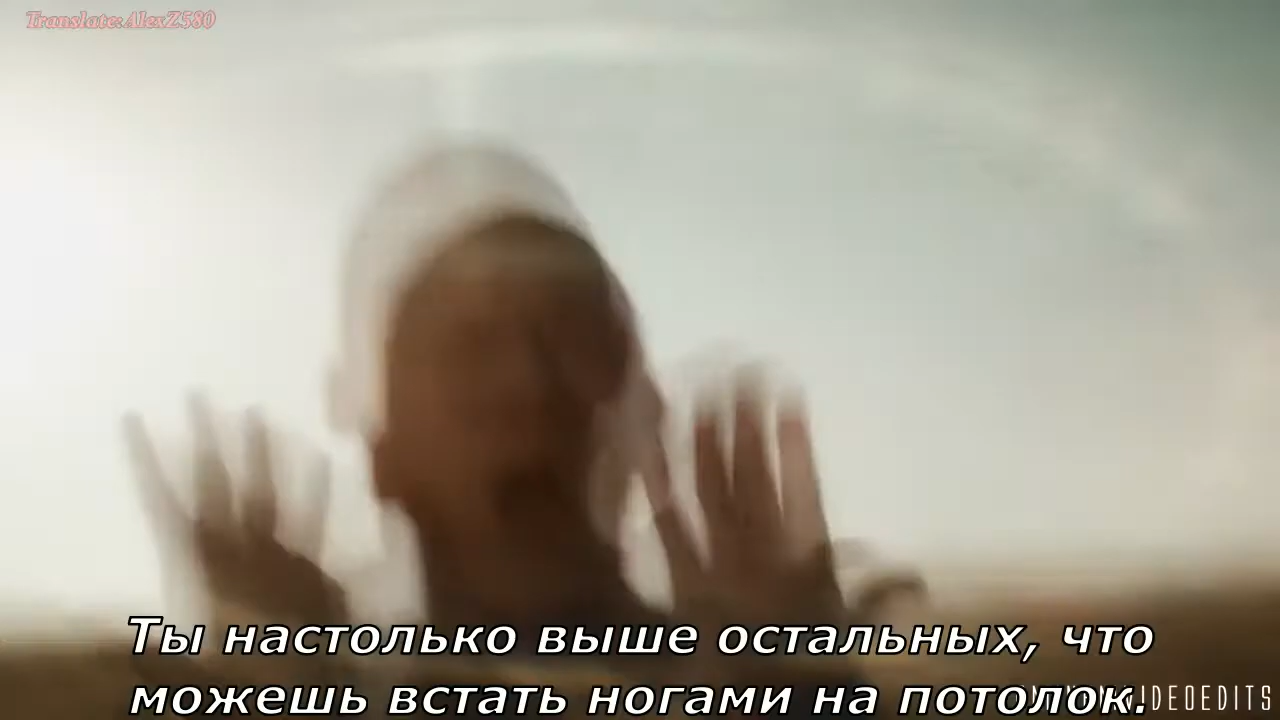 Translate: AlexZ580
Ты настолько выше остальных, что
можешь встать ногами на потолок.